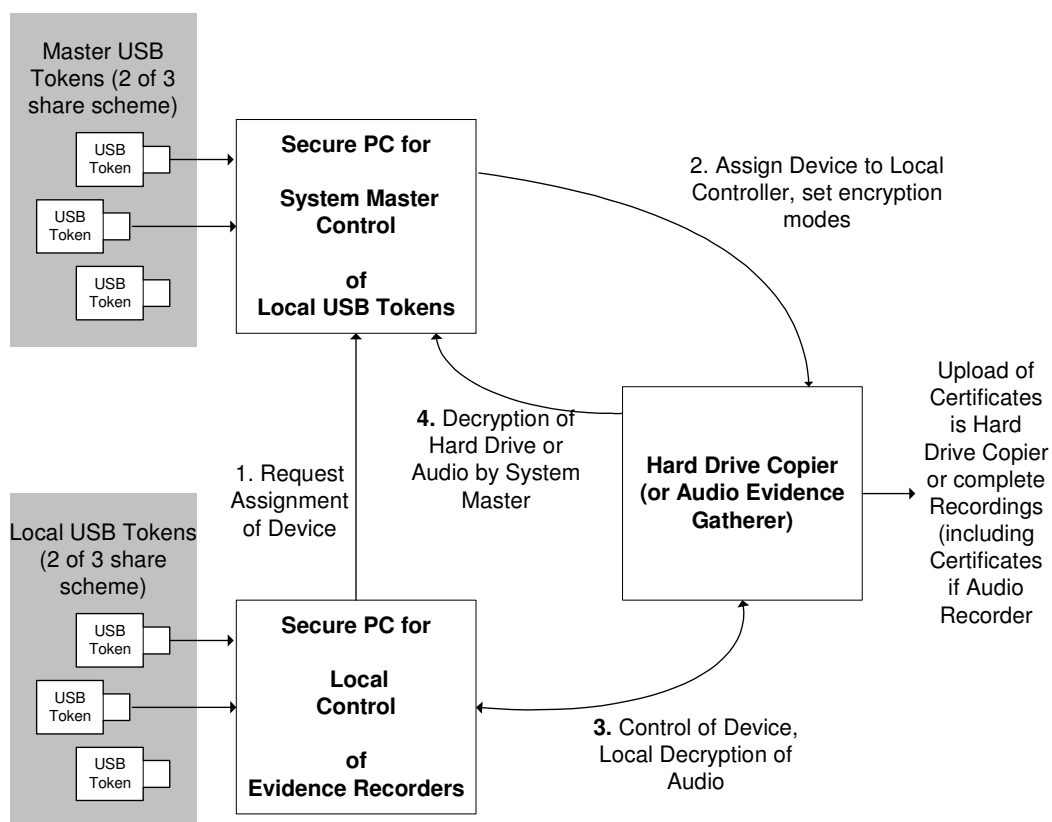 Master USB
Tokens (2 of 3
share scheme)
USB
Token
USB
Token
USB
Token
Secure PC for
System Master
Control
of
Local USB Tokens
2. Assign Device to Local
Controller, set encryption
modes
1. Request
Assignment
of Device
4. Decryption of
Hard Drive or
Audio by System
Master
Hard Drive Copier
(or Audio Evidence
Gatherer)
Upload of
Certificates
is Hard
Drive Copier
or complete
Recordings
(including
Certificates
if Audio
Recorder
Local USB Tokens
(2 of 3 share
scheme)
USB
Token
USB
Token
USB
Token
Secure PC for
Local
Control
of
Evidence Recorders
3. Control of Device,
Local Decryption of
Audio